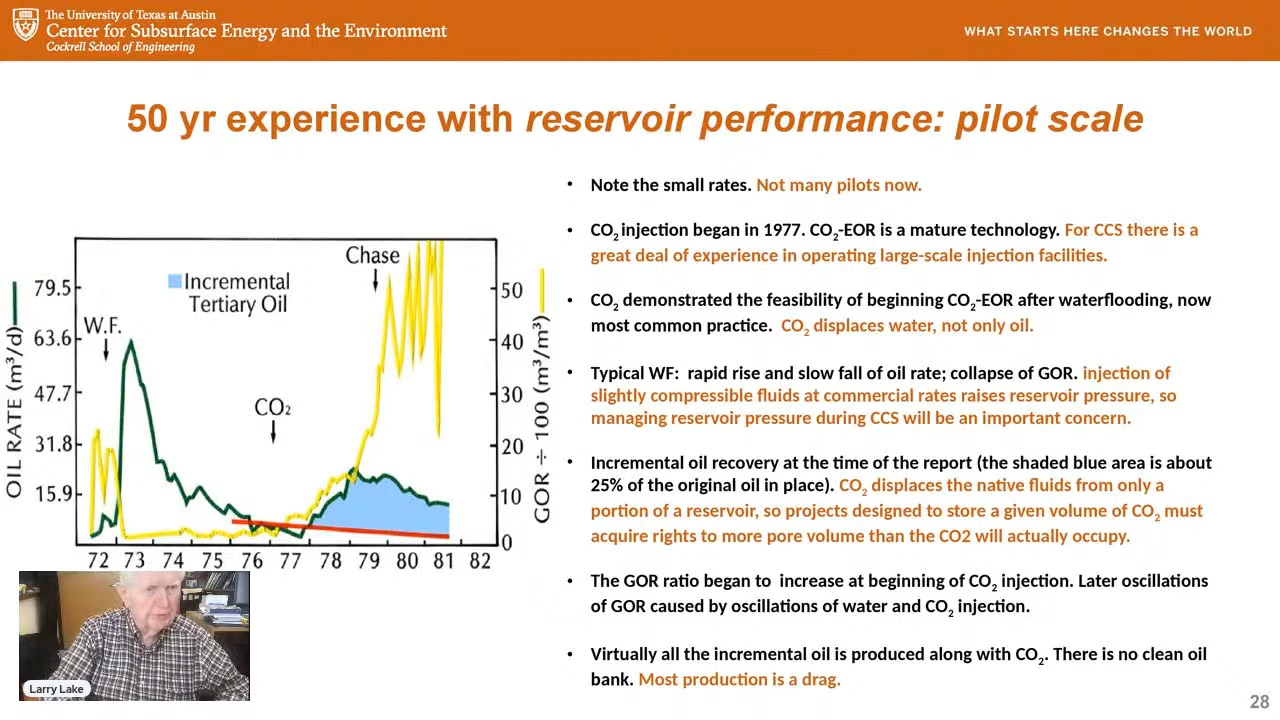 The University of Texas at Austin
Center for Subsurface Energy and the Environment
Cockrell School of Engineering
WHAT STARTS HERE CHANGES THE WORLD
50 yr experience with reservoir performance: pilot scale
OIL RATE (m³/d)
79.5
63.6
47.7
31.8
15.9
W.F.
Incremental
Tertiary Oil
CO₂
Chase
50
40
30
20
10
0
GOR ÷ 100 (m³/m³)
72 73 74 75 76 77 78 79 80 81 82
• Note the small rates. Not many pilots now.
• CO₂ injection began in 1977. CO₂-EOR is a mature technology. For CCS there is a
great deal of experience in operating large-scale injection facilities.
• CO₂ demonstrated the feasibility of beginning CO₂-EOR after waterflooding, now
most common practice. CO₂ displaces water, not only oil.
• Typical WF: rapid rise and slow fall of oil rate; collapse of GOR. injection of
slightly compressible fluids at commercial rates raises reservoir pressure, so
managing reservoir pressure during CCS will be an important concern.
• Incremental oil recovery at the time of the report (the shaded blue area is about
25% of the original oil in place). CO₂ displaces the native fluids from only a
portion of a reservoir, so projects designed to store a given volume of CO₂ must
acquire rights to more pore volume than the CO2 will actually occupy.
• The GOR ratio began to increase at beginning of CO₂ injection. Later oscillations
of GOR caused by oscillations of water and CO₂ injection.
• Virtually all the incremental oil is produced along with CO₂. There is no clean oil
bank. Most production is a drag.
Larry Lake
28